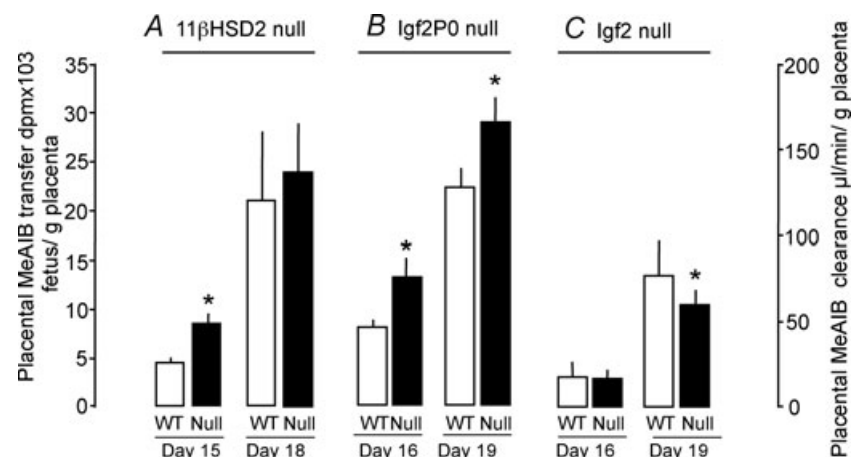 A 11βHSD2 null
B Igf2P0 null
C Igf2 null
Placental MeAIB transfer dpmx103
fetus/ g placenta
35
30
25
20
15
10
5
0
*
*
*
*
200
150
100
50
0
Placental MeAIB clearance µl/min/ g placenta
WT Null WT Null WT Null WT Null WT Null WT Null
Day 15 Day 18 Day 16 Day 19 Day 16 Day 19